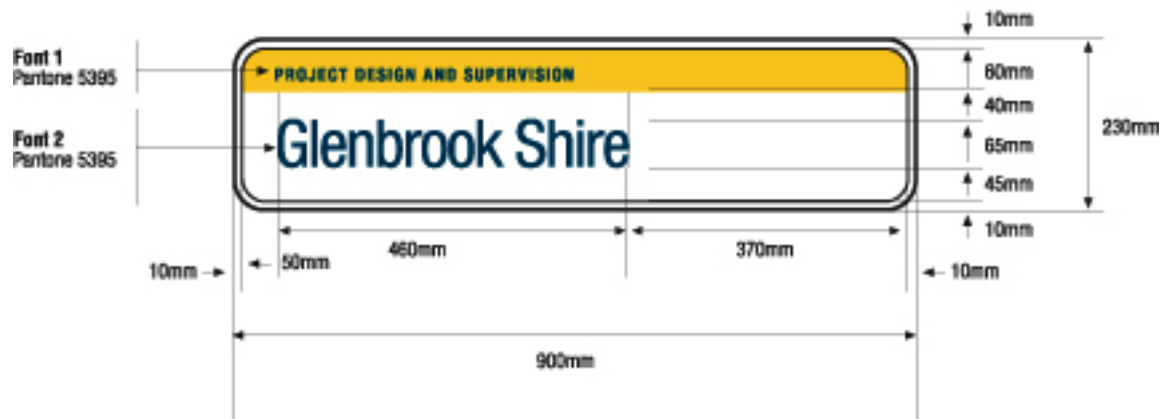 10mm
Font 1
Pantone 5395
PROJECT DESIGN AND SUPERVISION
60mm
40mm
Font 2
Pantone 5395
Glenbrook Shire
65mm
230mm
45mm
10mm
460mm
370mm
10mm
50mm
10mm
900mm